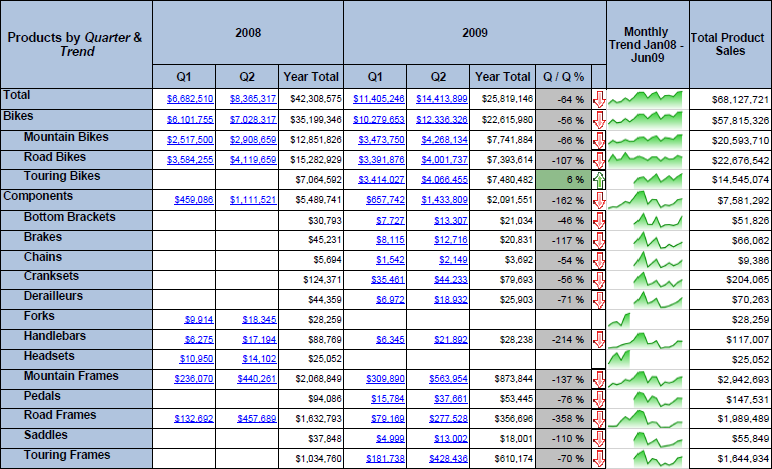 Products by Quarter & Trend 2008 2009 Monthly Trend Jan08 - Jun09 Total Product Sales
Q1 Q2 Year Total Q1 Q2 Year Total Q / Q %
Total $6,682,510 $8,365,317 $42,308,575 $11,405,246 $14,413,899 $25,819,146 -64 % $68,127,721
Bikes $6,101,755 $7,028,317 $35,199,346 $10,279,653 $12,336,326 $22,615,980 -56 % $57,815,326
Mountain Bikes $2,517,500 $2,908,659 $12,851,826 $3,473,750 $4,268,134 $7,741,884 -66 % $20,593,710
Road Bikes $3,584,255 $4,119,659 $15,282,929 $3,391,876 $4,001,737 $7,393,614 -107 % $22,676,542
Touring Bikes $7,064,592 $3,414,027 $4,066,455 $7,480,482 6 % $14,545,074
Components $459,086 $1,111,521 $5,489,741 $657,742 $1,433,809 $2,091,551 -162 % $7,581,292
Bottom Brackets $30,793 $7,727 $13,307 $21,034 -46 % $51,826
Brakes $45,231 $8,115 $12,716 $20,831 -117 % $66,062
Chains $5,694 $1,542 $2,149 $3,692 -54 % $9,386
Cranksets $124,371 $35,461 $44,233 $79,693 -56 % $204,065
Derailleurs $44,359 $6,972 $18,932 $25,903 -71 % $70,263
Forks $9,914 $18,345 $28,259 $28,259
Handlebars $6,275 $17,194 $88,769 $6,345 $21,892 $28,238 -214 % $117,007
Headsets $10,950 $14,102 $25,052 $25,052
Mountain Frames $236,070 $440,261 $2,068,849 $309,890 $563,954 $873,844 -137 % $2,942,693
Pedals $94,086 $15,784 $37,661 $53,445 -76 % $147,531
Road Frames $132,692 $457,689 $1,632,793 $79,169 $277,528 $356,696 -358 % $1,989,489
Saddles $37,848 $4,999 $13,002 $18,001 -110 % $55,849
Touring Frames $1,034,760 $181,738 $428,436 $610,174 -70 % $1,644,934